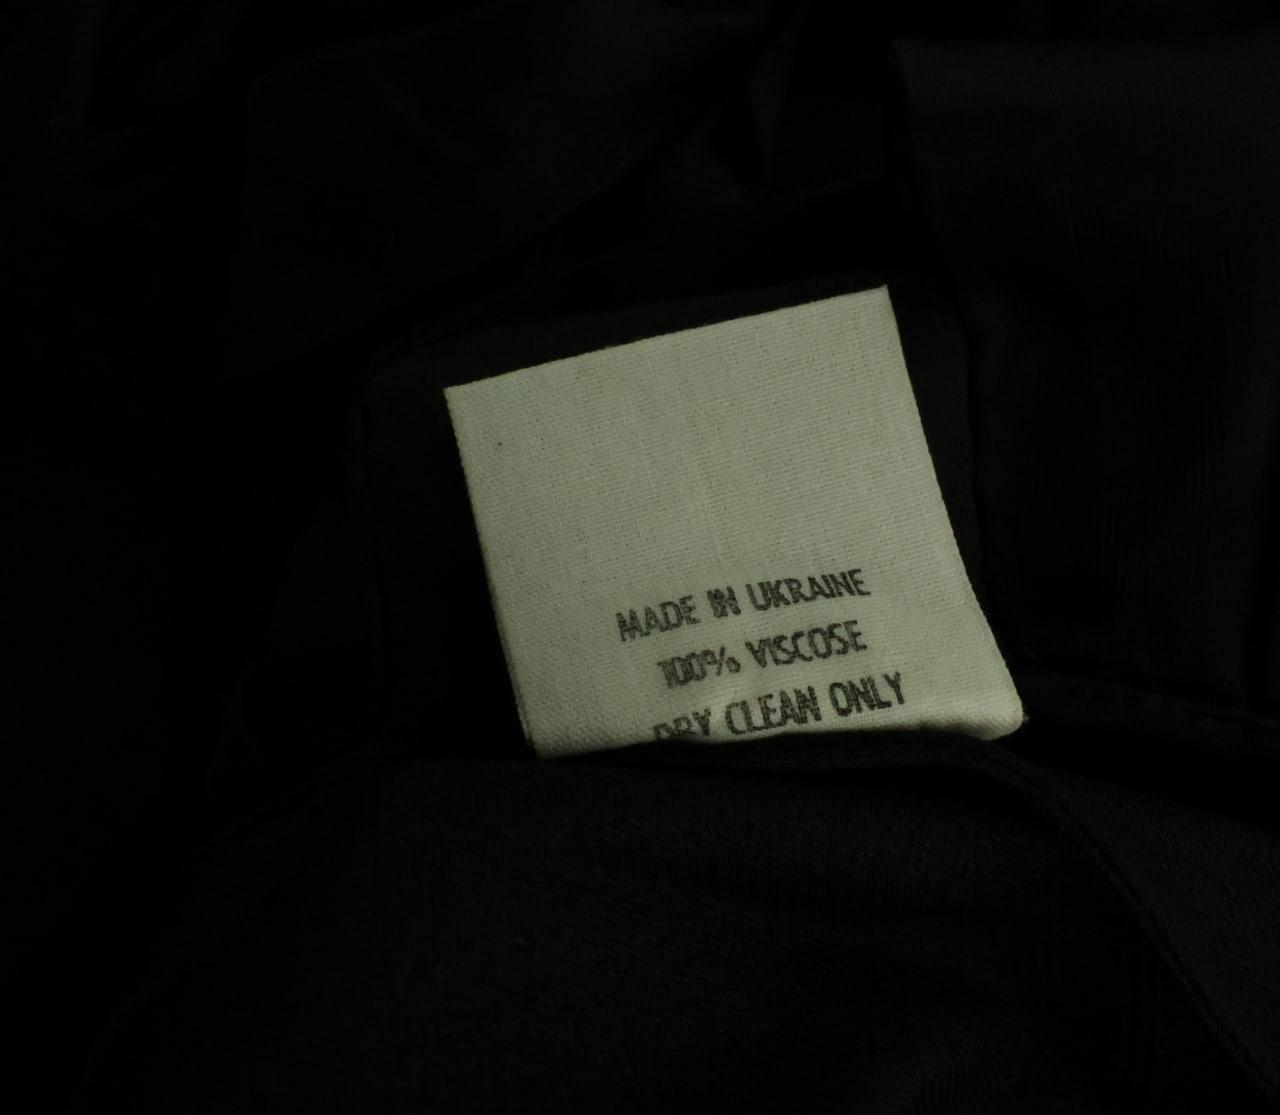 MADE IN UKRAINE
100% VISCOSE
DRY CLEAN ONLY